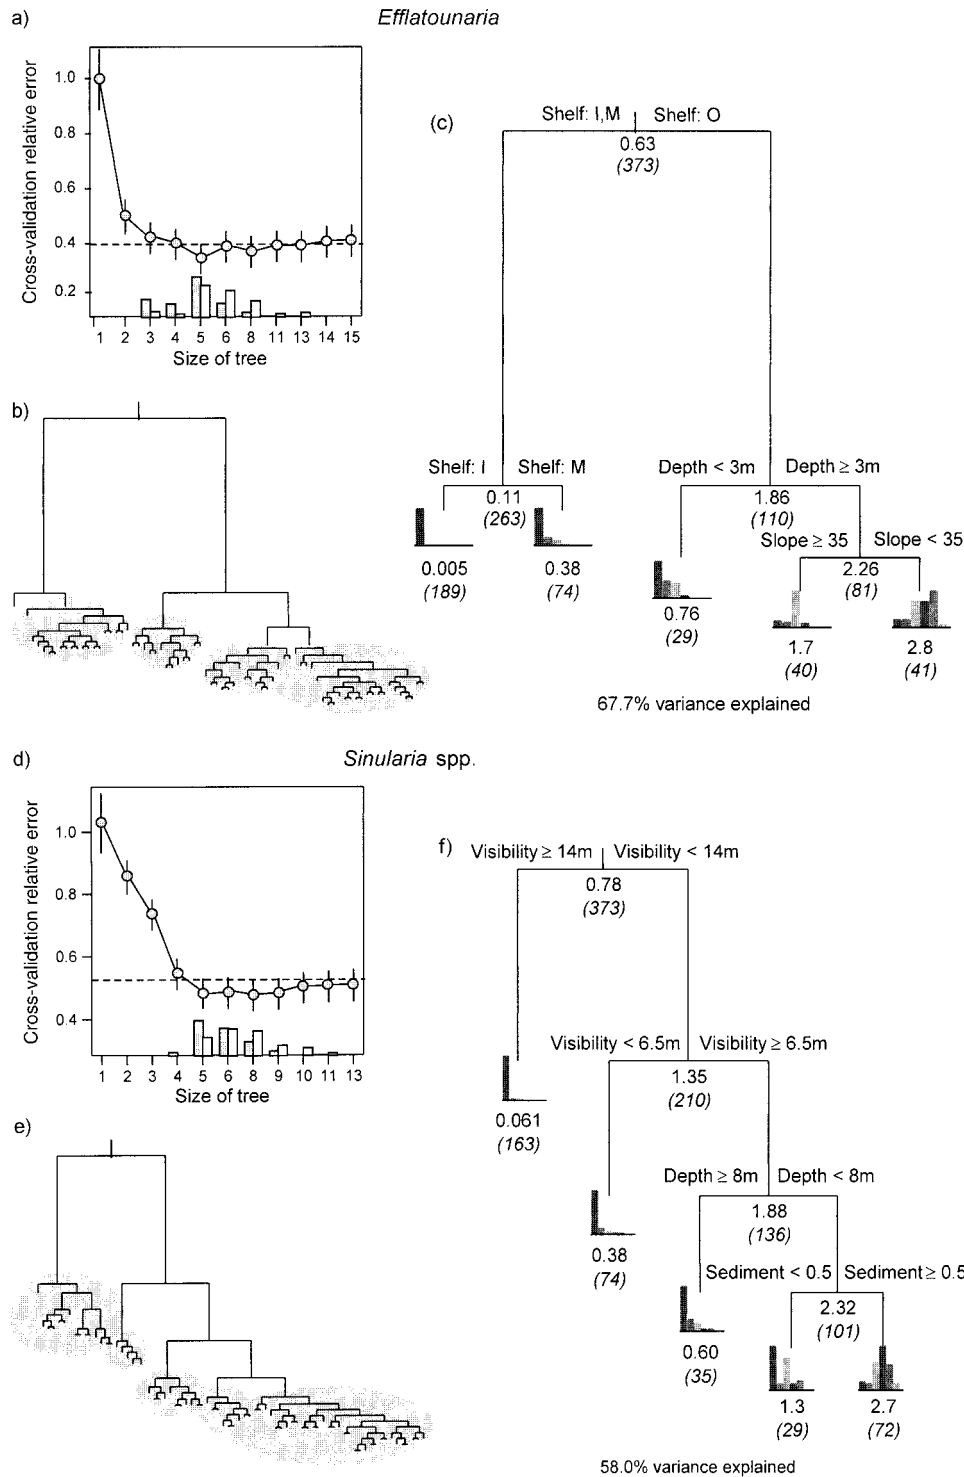 a)
Efflatounaria
Cross-validation relative error
1.0
0.8
0.6
0.4
0.2
1 2 3 4 5 6 8 11 13 14 15
Size of tree
b)
(c)
Shelf: I,M Shelf: O
0.63
(373)
Shelf: I Shelf: M
0.11
(263)
0.005
(189)
0.38
(74)
Depth < 3m Depth ≥ 3m
1.86
(110)
Slope ≥ 35 Slope < 35
2.26
(81)
0.76
(29)
1.7
(40)
2.8
(41)
67.7% variance explained
d)
Sinularia spp.
Cross-validation relative error
1.0
0.8
0.6
0.4
1 2 3 4 5 6 8 9 10 11 13
Size of tree
e)
f)
Visibility ≥ 14m Visibility < 14m
0.78
(373)
Visibility < 6.5m Visibility ≥ 6.5m
1.35
(210)
0.061
(163)
Depth ≥ 8m Depth < 8m
1.88
(136)
0.38
(74)
Sediment < 0.5 Sediment ≥ 0.5
2.32
(101)
0.60
(35)
1.3
(29)
2.7
(72)
58.0% variance explained